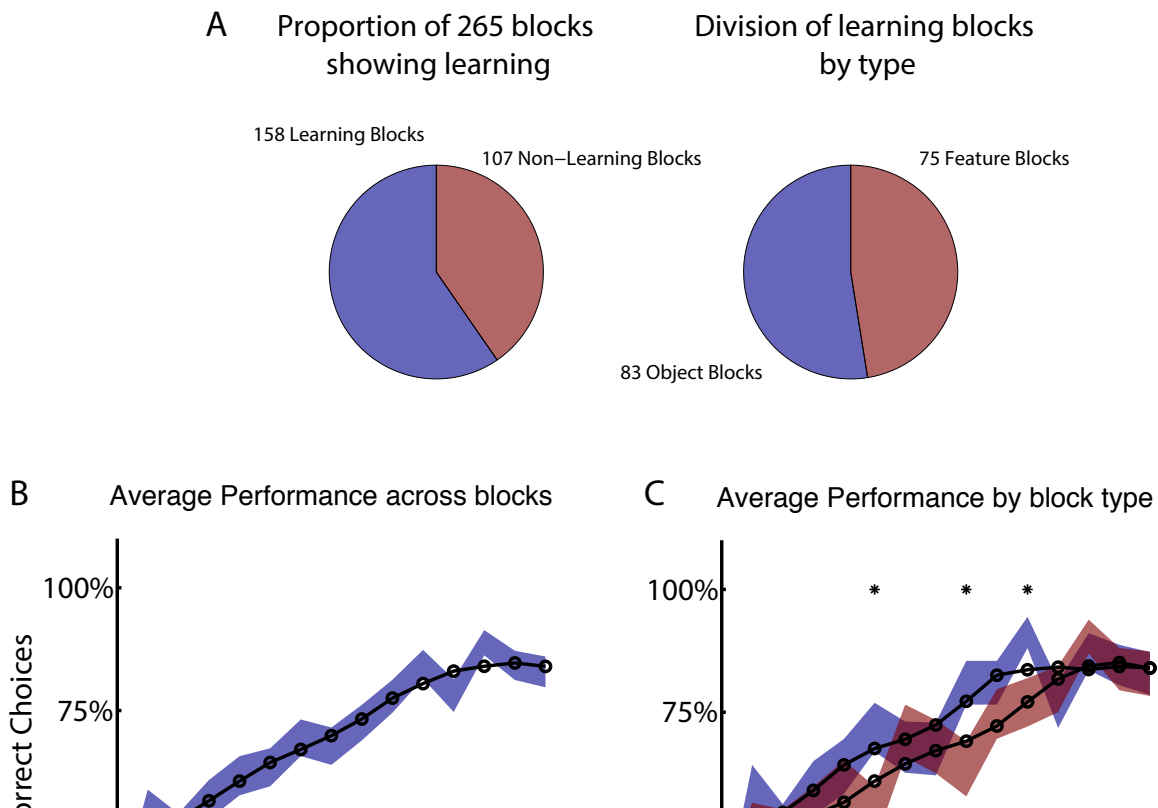 A
Proportion of 265 blocks
showing learning
Division of learning blocks
by type
158 Learning Blocks
107 Non−Learning Blocks
75 Feature Blocks
83 Object Blocks
B
Average Performance across blocks
C
Average Performance by block type
100%
75%
Choices
100%
* * *
75%